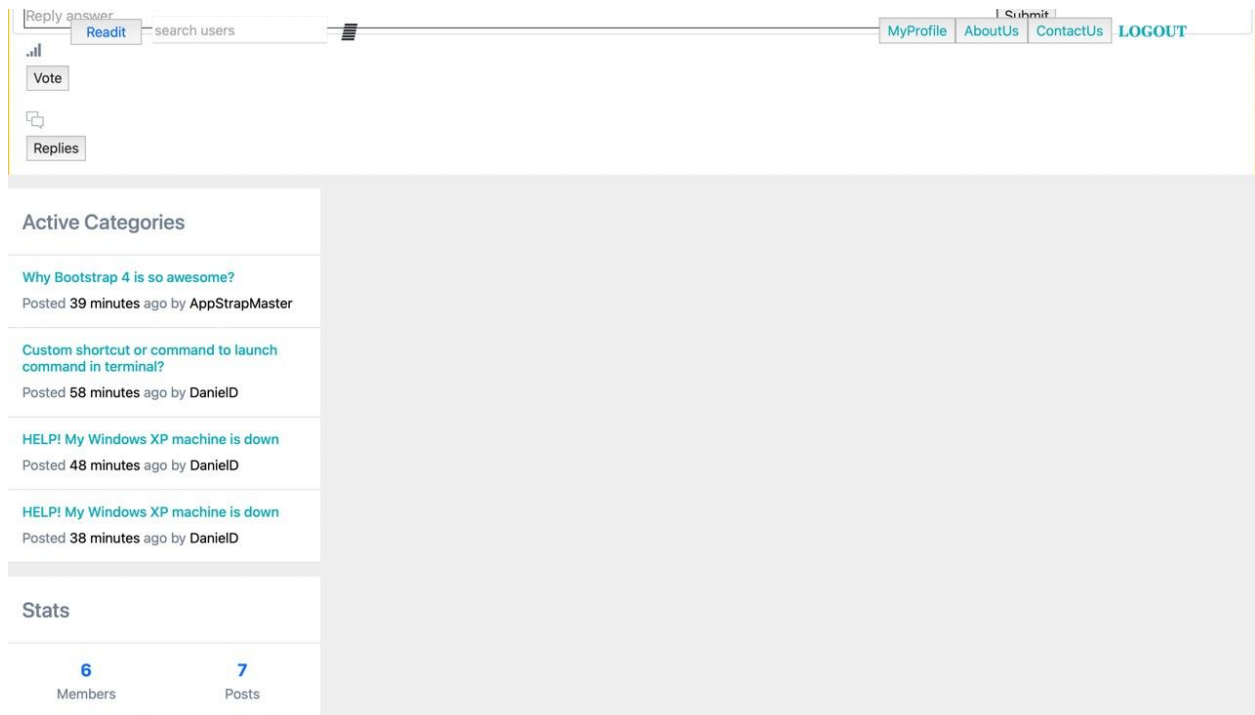 Reply answer
Submit
Readit
search users
MyProfile
AboutUs
ContactUs
LOGOUT
Vote
Replies
Active Categories
Why Bootstrap 4 is so awesome?
Posted 39 minutes ago by AppStrapMaster
Custom shortcut or command to launch
command in terminal?
Posted 58 minutes ago by DanielD
HELP! My Windows XP machine is down
Posted 48 minutes ago by DanielD
HELP! My Windows XP machine is down
Posted 38 minutes ago by DanielD
Stats
6
Members
7
Posts